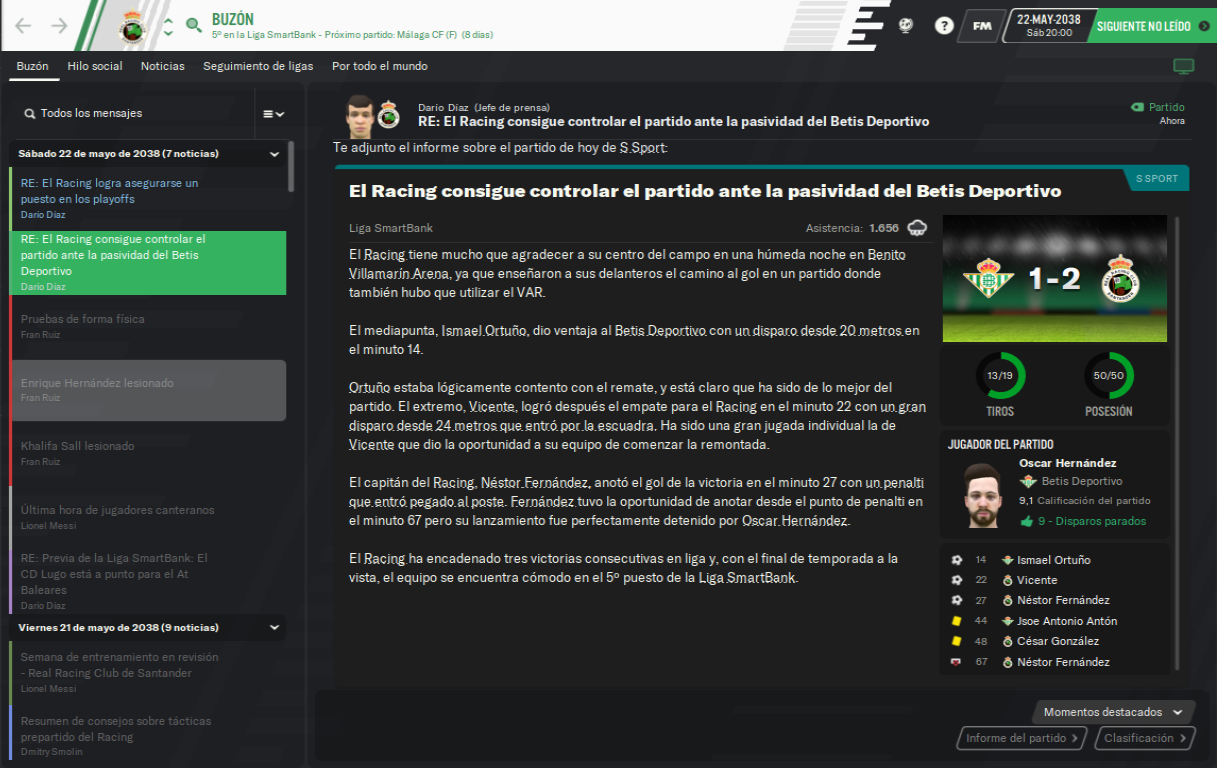 BUZÓN
5º en la Liga SmartBank - Próximo partido: Málaga CF (F) (8 días)
?
FM
22-MAY-2038
Sáb 20:00
SIGUIENTE NO LEÍDO
Buzón
Hilo social
Noticias
Seguimiento de ligas
Por todo el mundo
Todos los mensajes
Sábado 22 de mayo de 2038 (7 noticias)
RE: El Racing logra asegurarse un
puesto en los playoffs
Darío Díaz
RE: El Racing consigue controlar el
partido ante la pasividad del Betis
Deportivo
Darío Díaz
Pruebas de forma física
Fran Ruiz
Enrique Hernández lesionado
Fran Ruiz
Khalifa Sall lesionado
Fran Ruiz
Última hora de jugadores canteranos
Lionel Messi
RE: Previa de la Liga SmartBank: El
CD Lugo está a punto para el At
Baleares
Darío Díaz
Viernes 21 de mayo de 2038 (9 noticias)
Semana de entrenamiento en revisión
- Real Racing Club de Santander
Lionel Messi
Resumen de consejos sobre tácticas
prepartido del Racing
Dmitry Smolin
Darío Díaz (Jefe de prensa)
RE: El Racing consigue controlar el partido ante la pasividad del Betis Deportivo
Partido
Ahora
Te adjunto el informe sobre el partido de hoy de S Sport:
S SPORT
El Racing consigue controlar el partido ante la pasividad del Betis Deportivo
Liga SmartBank
Asistencia: 1.656
El Racing tiene mucho que agradecer a su centro del campo en una húmeda noche en Benito
Villamarín Arena, ya que enseñaron a sus delanteros el camino al gol en un partido donde
también hubo que utilizar el VAR.
El mediapunta, Ismael Ortuño, dio ventaja al Betis Deportivo con un disparo desde 20 metros en
el minuto 14.
Ortuño estaba lógicamente contento con el remate, y está claro que ha sido de lo mejor del
partido. El extremo, Vicente, logró después el empate para el Racing en el minuto 22 con un gran
disparo desde 24 metros que entró por la escuadra. Ha sido una gran jugada individual la de
Vicente que dio la oportunidad a su equipo de comenzar la remontada.
El capitán del Racing, Néstor Fernández, anotó el gol de la victoria en el minuto 27 con un penalti
que entró pegado al poste. Fernández tuvo la oportunidad de anotar desde el punto de penalti en
el minuto 67 pero su lanzamiento fue perfectamente detenido por Oscar Hernández.
El Racing ha encadenado tres victorias consecutivas en liga y, con el final de temporada a la
vista, el equipo se encuentra cómodo en el 5º puesto de la Liga SmartBank.
1-2
13/19
TIROS
50/50
POSESIÓN
JUGADOR DEL PARTIDO
Oscar Hernández
Betis Deportivo
9,1 Calificación del partido
9 - Disparos parados
14 Ismael Ortuño
22 Vicente
27 Néstor Fernández
44 Jsoe Antonio Antón
48 César González
67 Néstor Fernández
Momentos destacados
Informe del partido
Clasificación